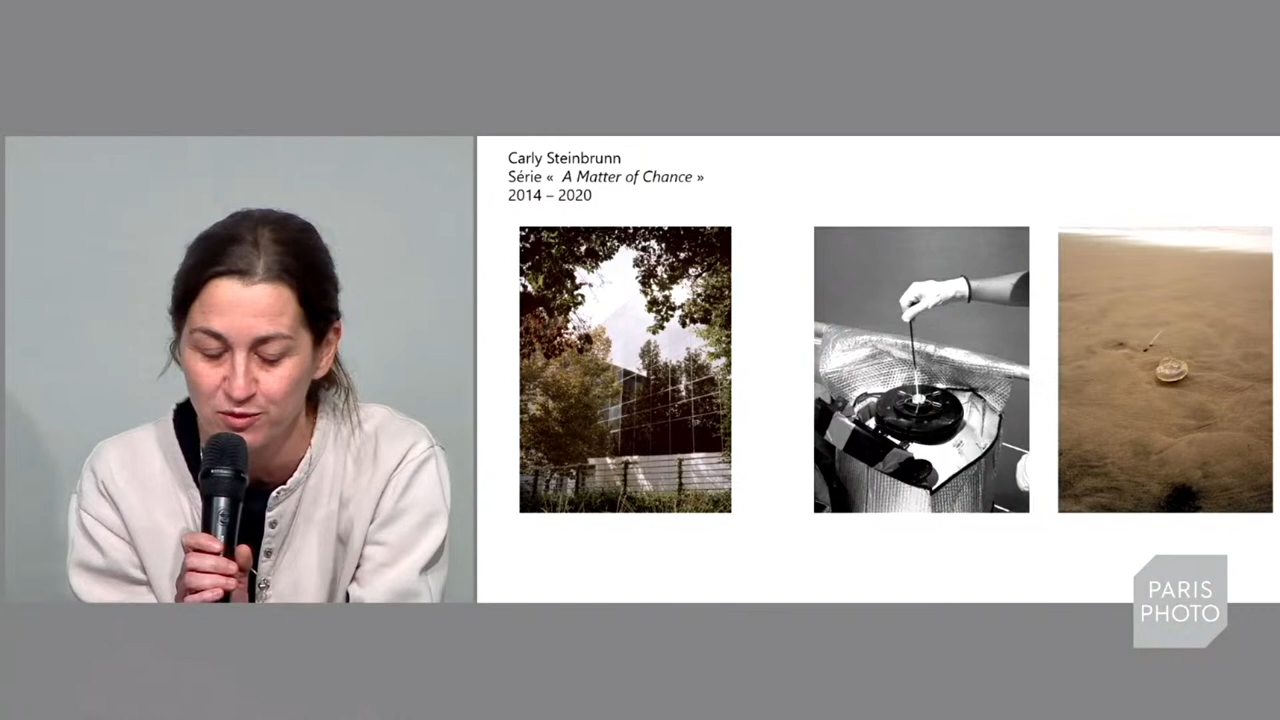 Carly Steinbrunn
Série «  A Matter of Chance »
2014 – 2020
PARIS
PHOTO